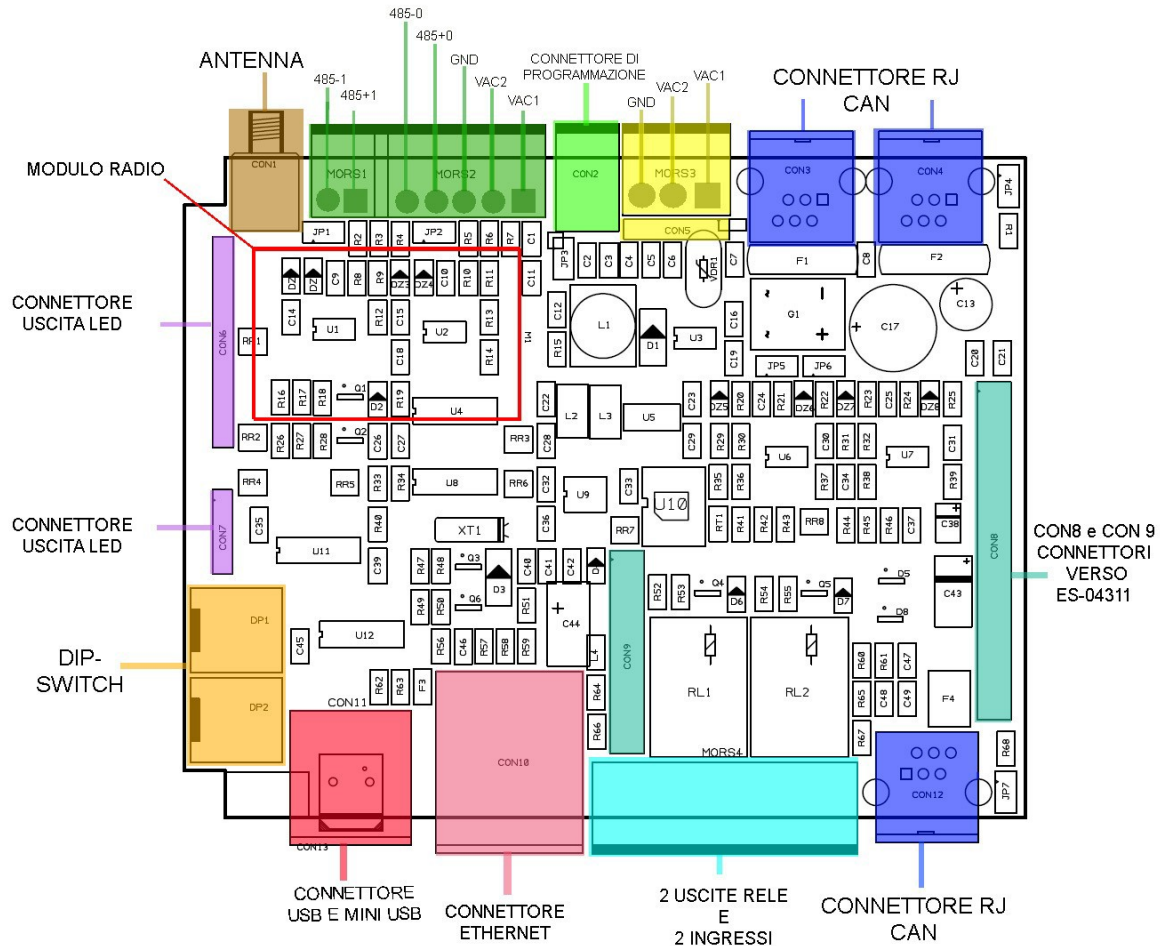 485-0
485+0
GND
VAC2
VAC1
485-1
485+1
ANTENNA
CONNETTORE DI
PROGRAMMAZIONE
GND
VAC2
VAC1
CONNETTORE RJ
CAN
MODULO RADIO
CON1
MORS1
MORS2
CON2
MORS3
CON3
CON4
JP4
JP1
R2
R3
R4
JP2
R5
R6
R7
C1
CON5
R1
JP3
C2
C3
C4
C5
C6
VDR1
C7
F1
C8
F2
CONNETTORE
USCITA LED
CON6
C9
R8
R9
DZ3
DZ4
C10
R10
R11
C11
C14
U1
R12
C15
U2
R13
M1
C12
L1
D1
U3
C16
G1
C17
C13
RR1
C18
R14
R15
C19
JP5
JP6
C20
C21
R16
R17
R18
Q1
D2
R19
U4
C22
L2
L3
U5
C23
DZ5
R20
C24
R21
DZ6
R22
DZ7
R23
C25
R24
DZ8
R25
RR2
R26
R27
R28
Q2
C26
C27
RR3
C28
C29
R29
R30
U6
C30
R31
R32
U7
C31
RR4
RR5
R33
R34
U8
RR6
C32
U9
C33
U10
R35
R36
R37
C34
R38
R39
CONNETTORE
USCITA LED
CON7
C35
R40
XT1
C36
RR7
RT1
R41
R42
R43
RR8
R44
R45
R46
C37
C38
CON8
CON8 e CON 9
CONNETTORI
VERSO
ES-04311
U11
C39
R47
R48
Q3
D3
C40
C41
C42
R49
R50
Q6
R51
C44
R52
R53
Q4
D6
R54
R55
Q5
D7
D5
D8
C43
DIP-
SWITCH
DP1
DP2
C45
U12
R56
C46
R57
R58
R59
L4
CON9
RL1
RL2
R60
R61
C47
R62
R63
F3
R64
R65
C48
C49
F4
CON11
R66
MORS4
R67
R68
CON10
CON12
JP7
CON13
CONNETTORE
USB E MINI USB
CONNETTORE
ETHERNET
2 USCITE RELE
E
2 INGRESSI
CONNETTORE RJ
CAN